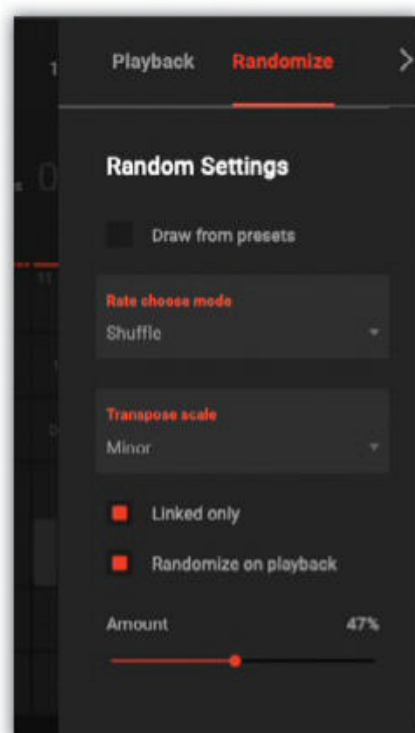 Playback Randomize
Random Settings
Draw from presets
Rate choose mode
Shuffle
Transpose scale
Minor
Linked only
Randomize on playback
Amount 47%